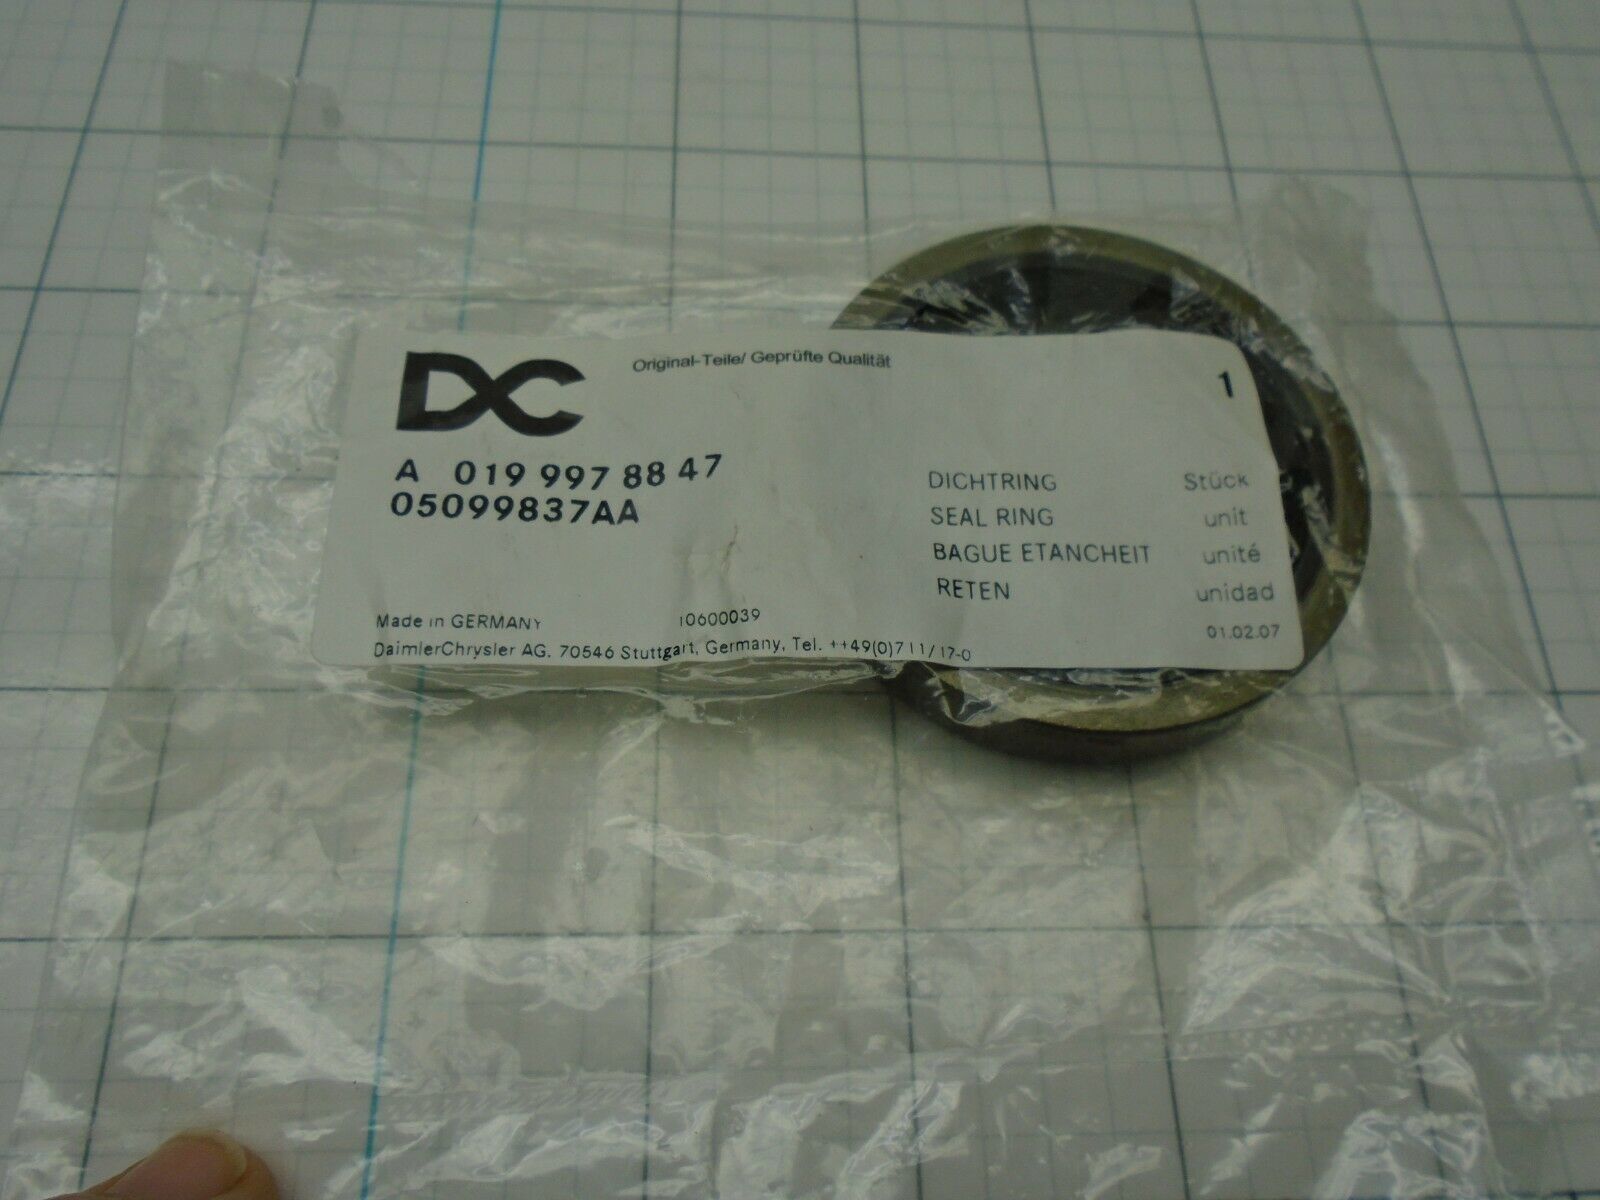 DC
Original-Teile/ Geprüfte Qualität
1
A 019 997 88 47
05099837AA
DICHTRING Stück
SEAL RING unit
BAGUE ETANCHEIT unité
RETEN unidad
Made in GERMANY 10600039 01.02.07
DaimlerChrysler AG. 70546 Stuttgart, Germany, Tel. ++49(0)711/17-0